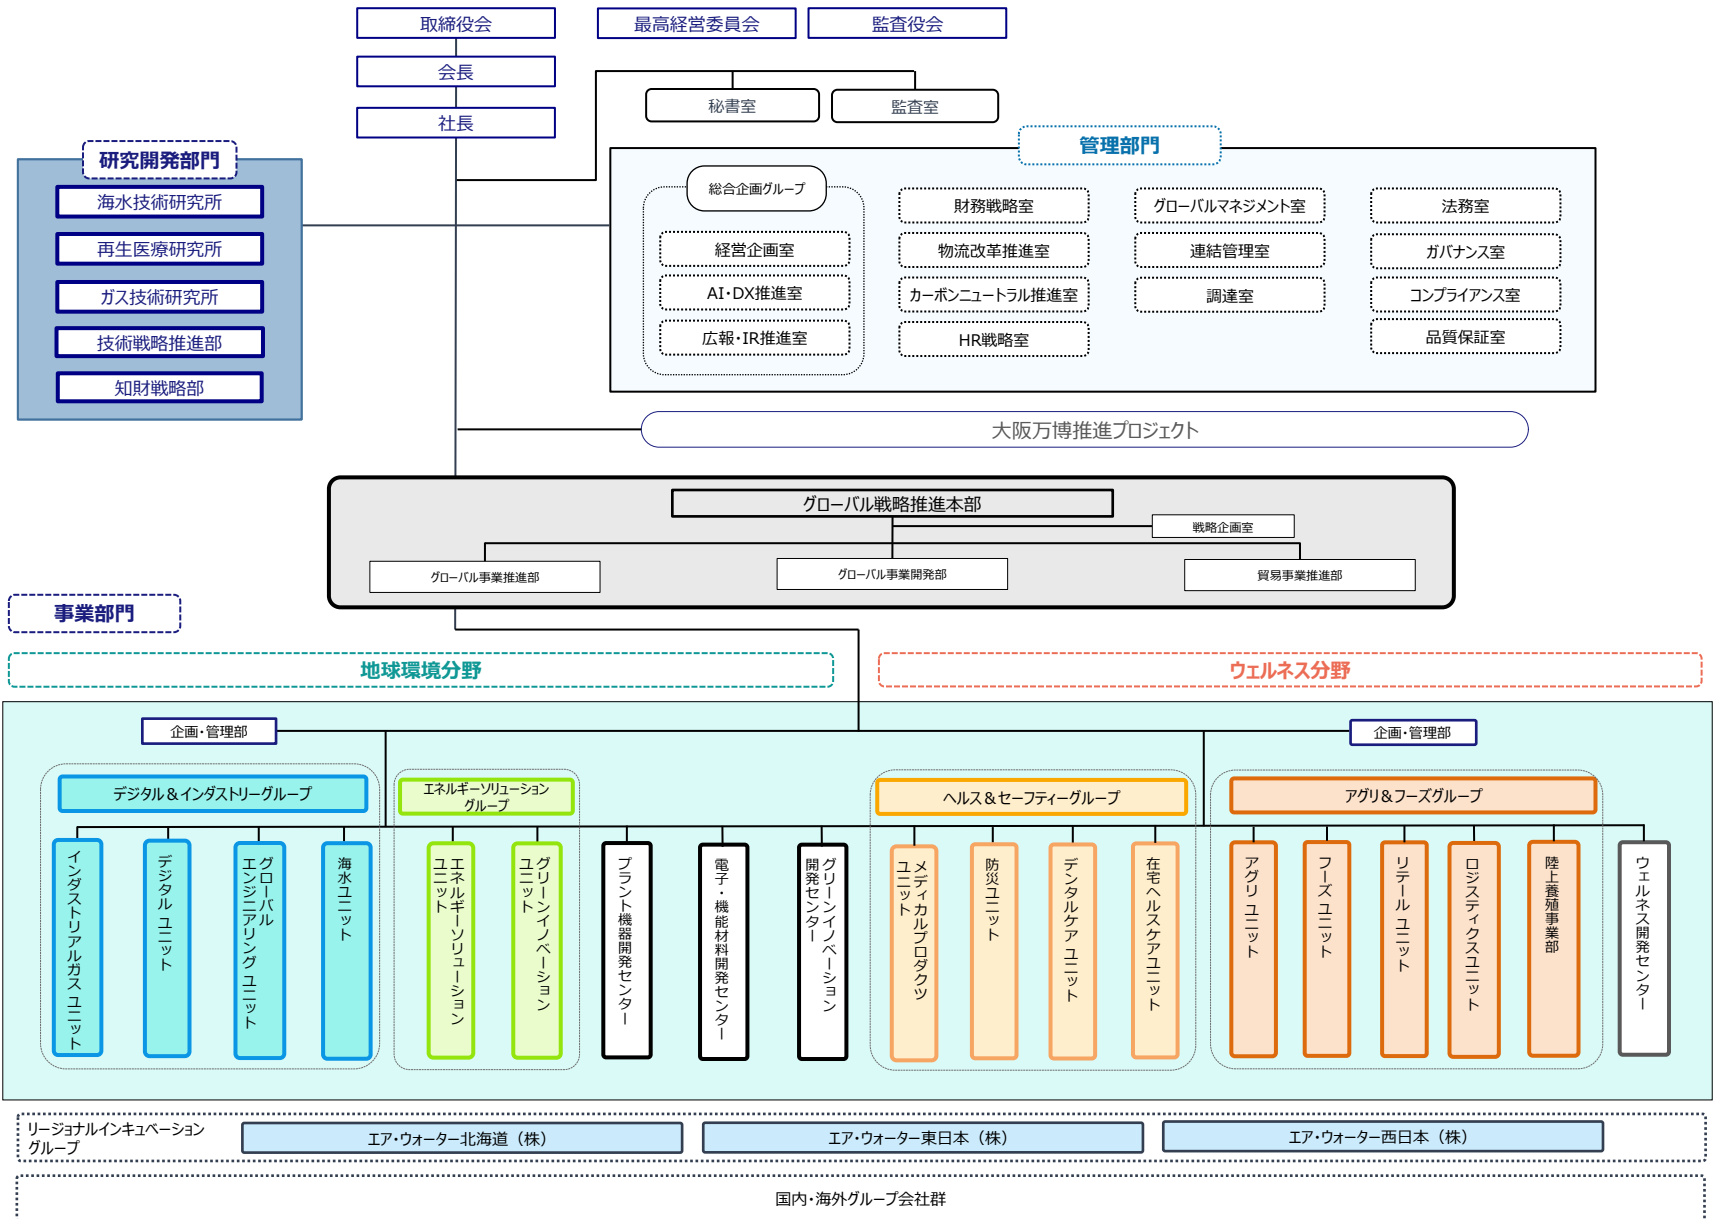 取締役会
最高経営委員会
監査役会
会長
社長
秘書室
監査室
研究開発部門
海水技術研究所
再生医療研究所
ガス技術研究所
技術戦略推進部
知財戦略部
管理部門
総合企画グループ
経営企画室
AI・DX推進室
広報・IR推進室
財務戦略室
物流改革推進室
カーボンニュートラル推進室
HR戦略室
グローバルマネジメント室
連結管理室
調達室
法務室
ガバナンス室
コンプライアンス室
品質保証室
大阪万博推進プロジェクト
グローバル戦略推進本部
戦略企画室
グローバル事業推進部
グローバル事業開発部
貿易事業推進部
事業部門
地球環境分野
ウェルネス分野
企画・管理部
企画・管理部
デジタル＆インダストリーグループ
エネルギーソリューション
グループ
ヘルス＆セーフティーグループ
アグリ&フーズグループ
インダストリアルガス ユニット
デジタル ユニット
グローバル
エンジニアリング ユニット
海水ユニット
エネルギーソリューション
ユニット
グリーンイノベーション
ユニット
プラント機器開発センター
電子・機能材料開発センター
グリーンイノベーション
開発センター
メディカルプロダクツ
ユニット
防災ユニット
デンタルケア ユニット
在宅ヘルスケアユニット
アグリ ユニット
フーズ ユニット
リテール ユニット
ロジスティクスユニット
陸上養殖事業部
ウェルネス開発センター
リージョナルインキュベーション
グループ
エア・ウォーター北海道（株）
エア・ウォーター東日本（株）
エア・ウォーター西日本（株）
国内・海外グループ会社群